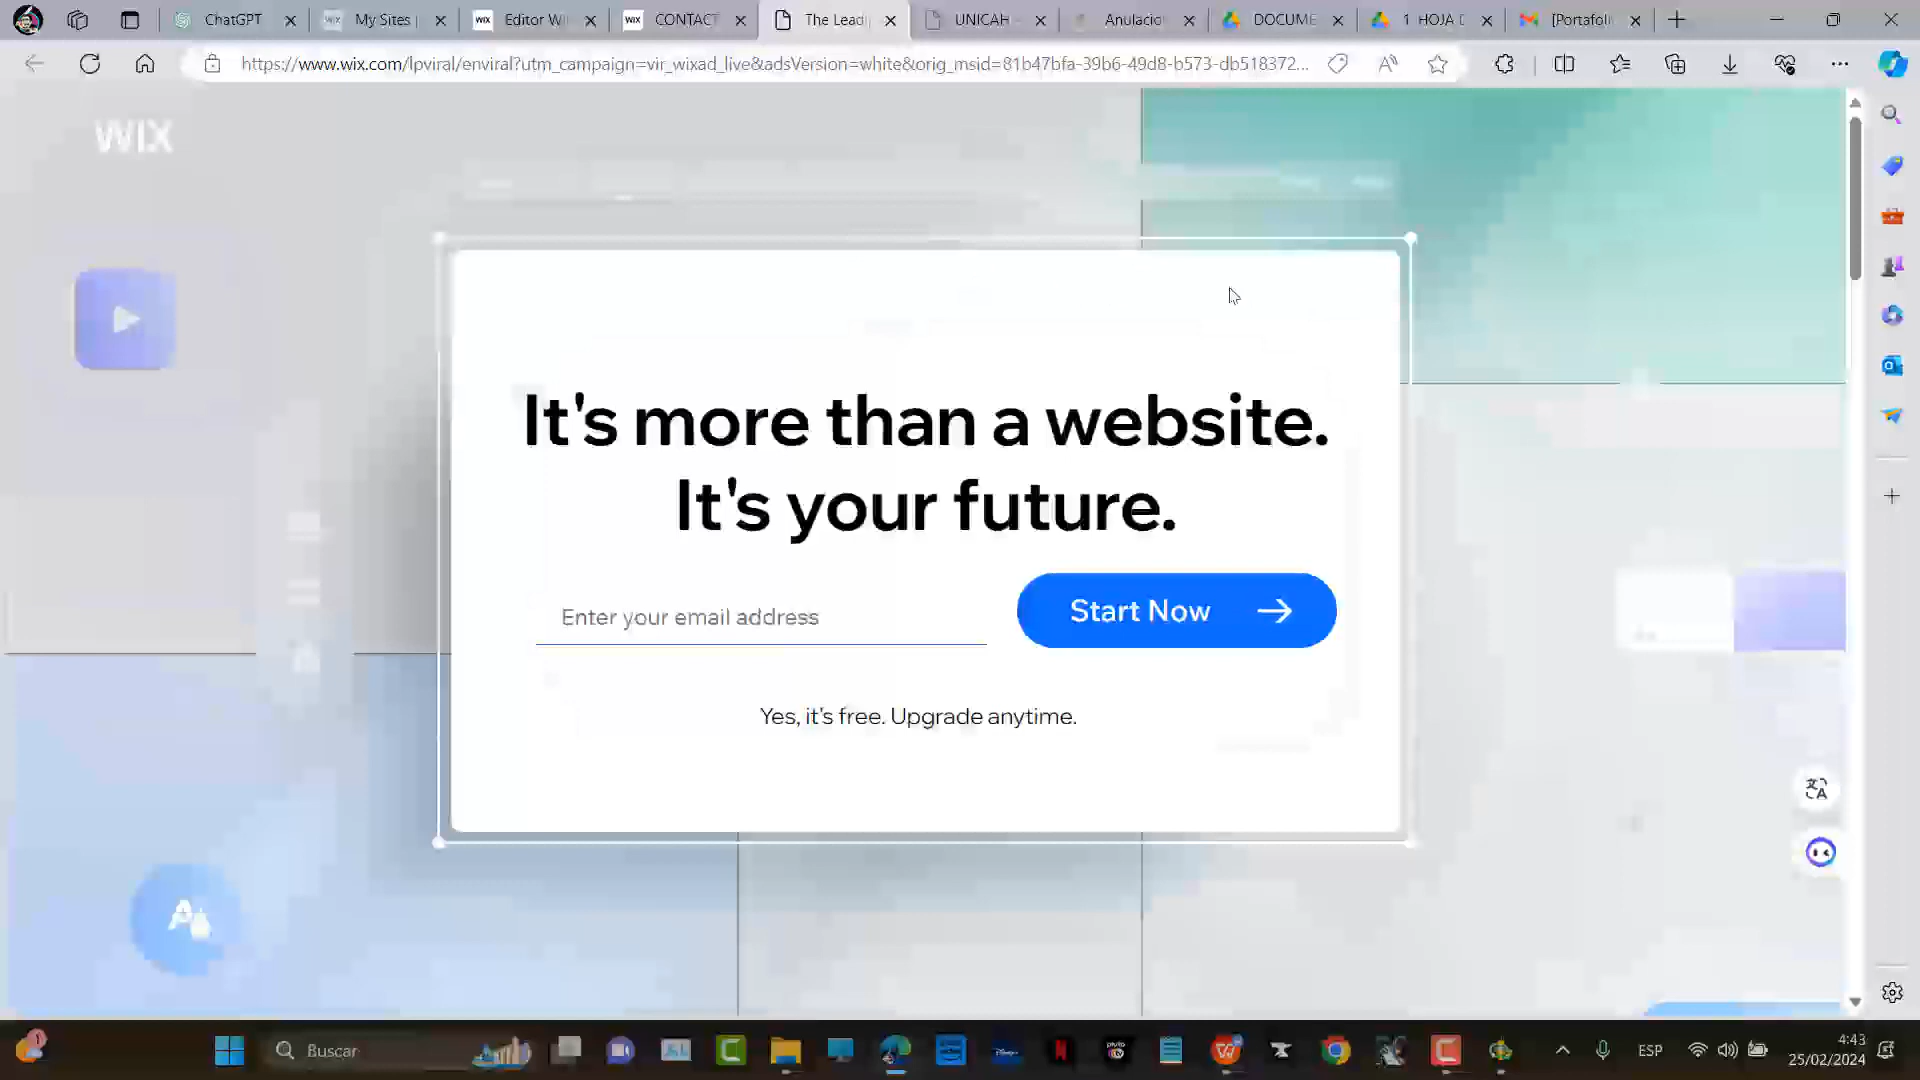 ChatGPT
My Sites
Editor Wi
CONTACT
The Leadi
UNICAH -
Anulacio
DOCUME
1 HOJA D
[Portafoli
https://www.wix.com/lpviral/enviral?utm_campaign=vir_wixad_live&adsVersion=white&orig_msid=81b47bfa-39b6-49d8-b573-db518372...
WIX
It's more than a website.
It's your future.
Enter your email address
Start Now
Yes, it's free. Upgrade anytime.
Buscar
ESP
4:43
25/02/2024